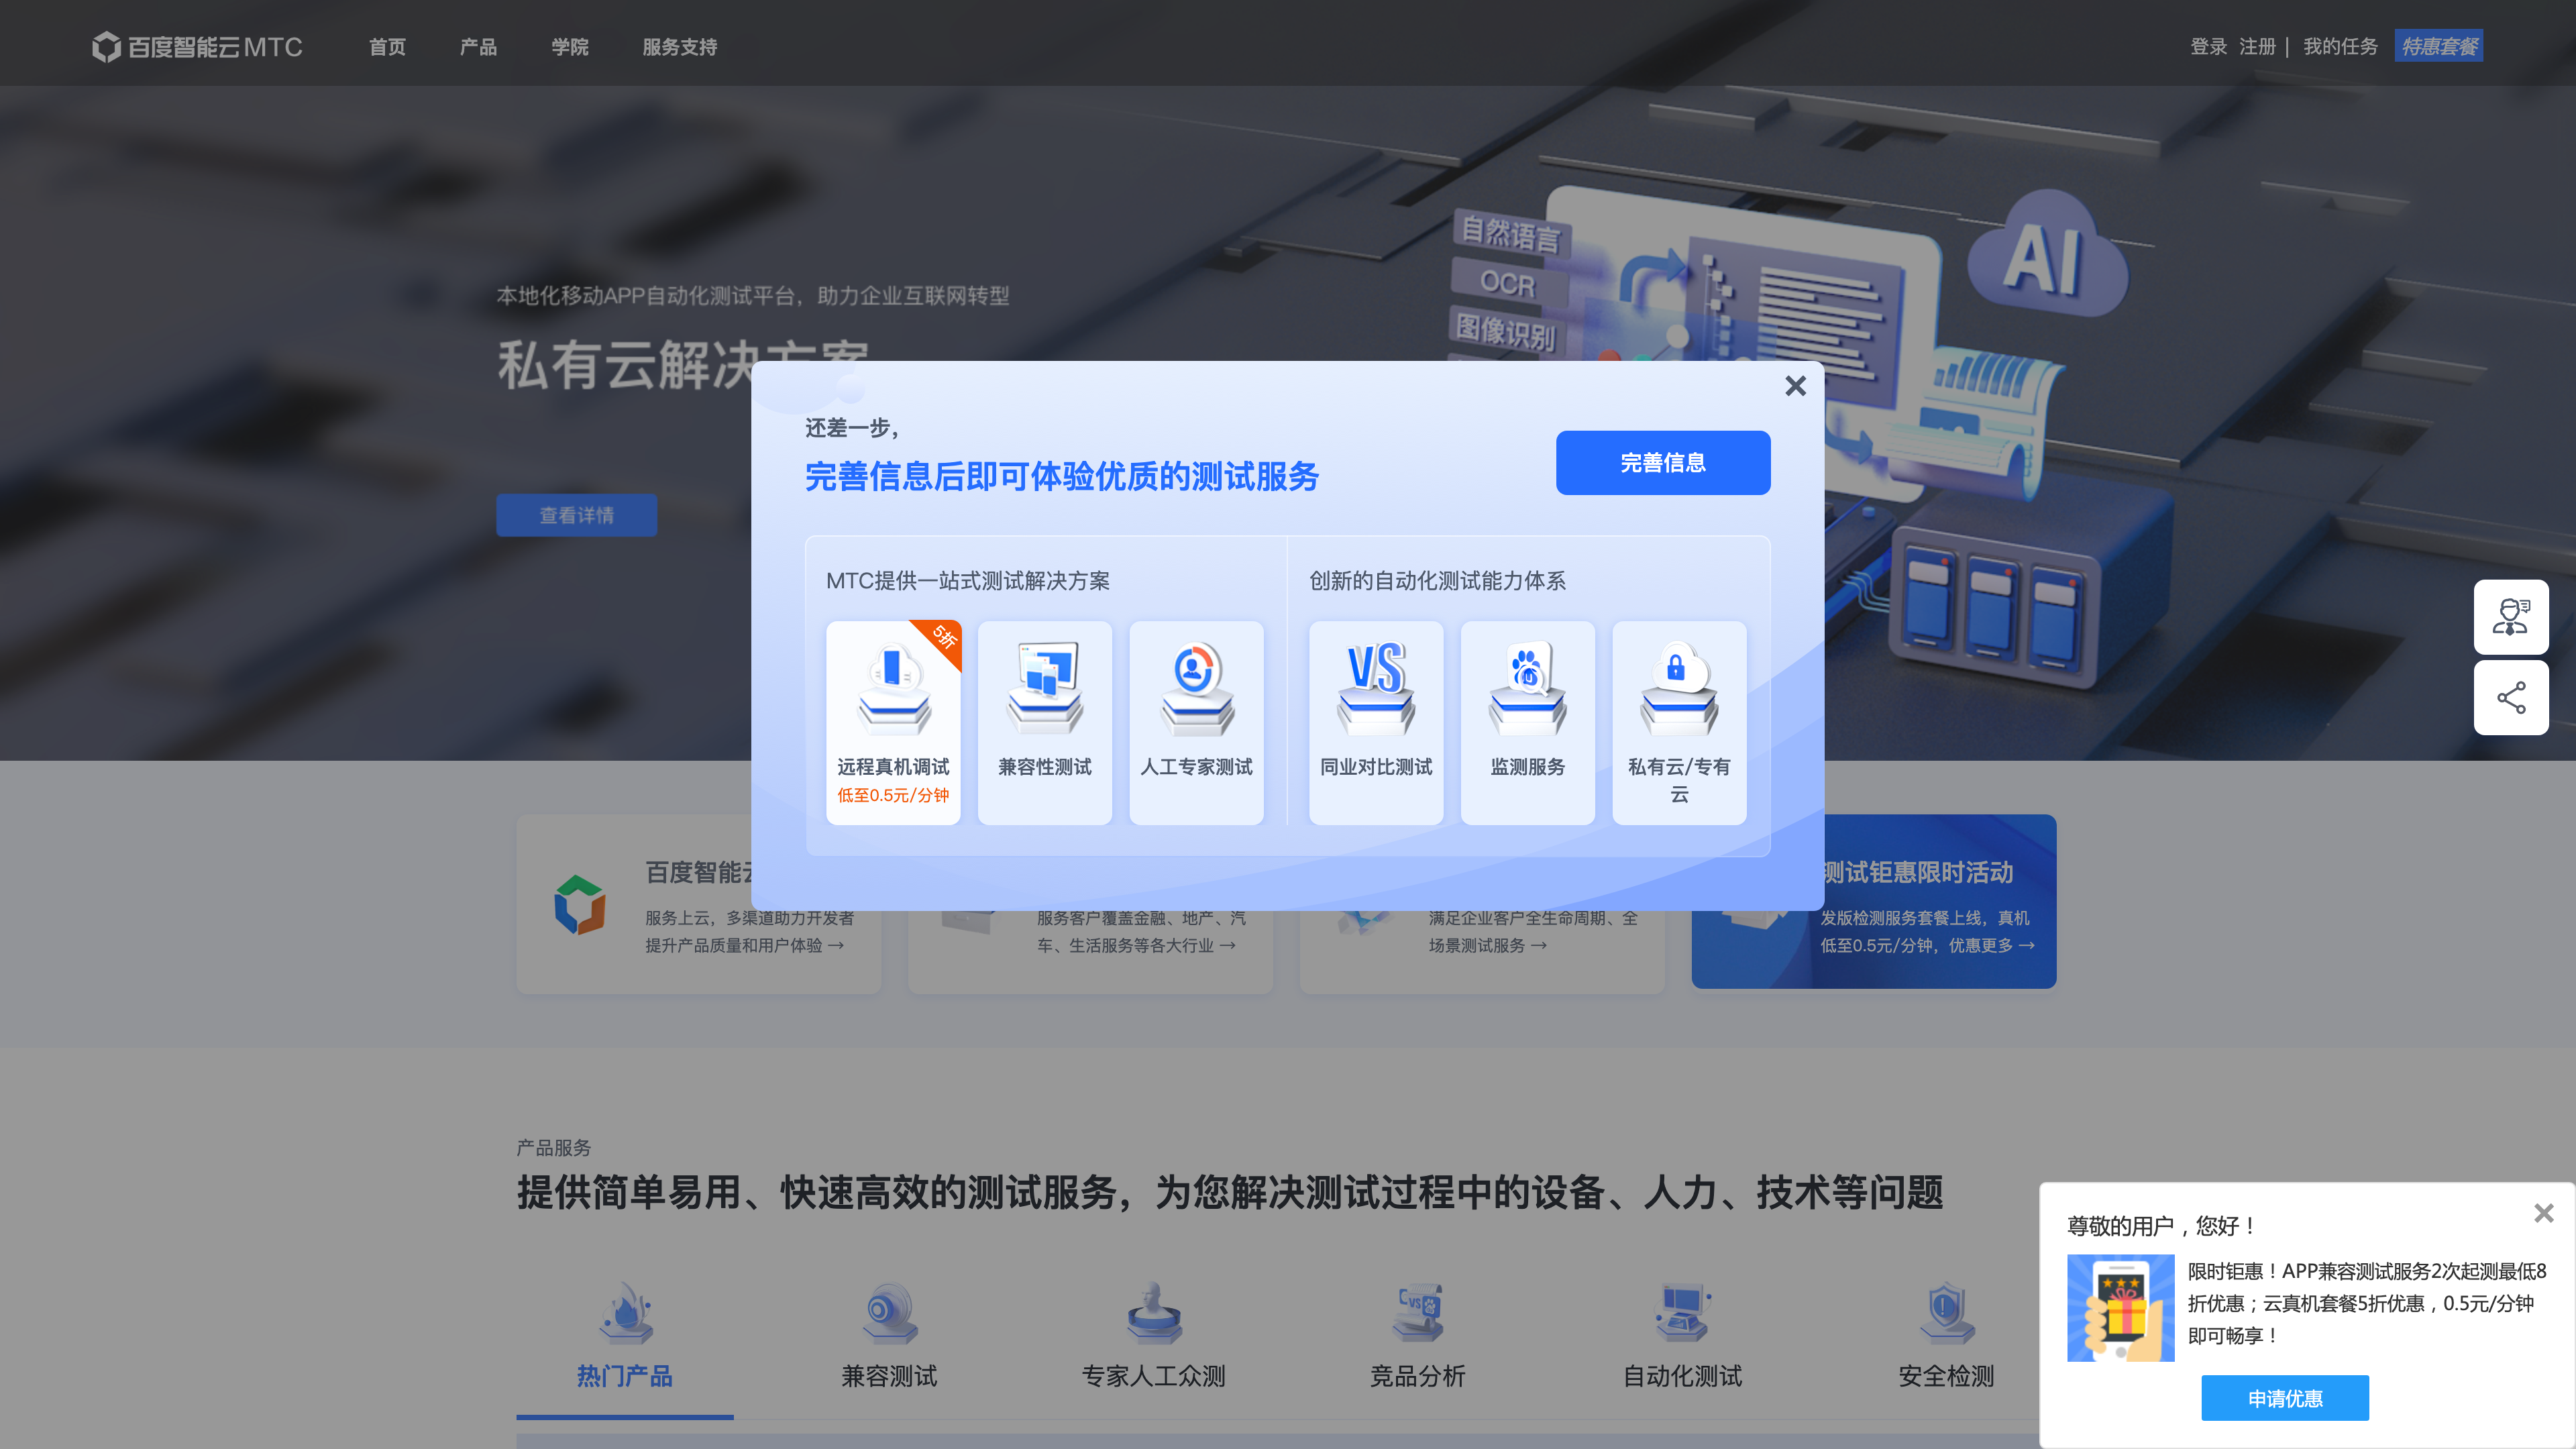 百度智能云MTC
首页
产品
学院
服务支持
登录
注册
我的任务
特惠套餐
本地化移动APP自动化测试平台，助力企业互联网转型
私有云解决方案
查看详情
自然语言
OCR
图像识别
AI
还差一步，
完善信息后即可体验优质的测试服务
完善信息
MTC提供一站式测试解决方案
5折
远程真机调试
低至0.5元/分钟
兼容性测试
人工专家测试
创新的自动化测试能力体系
VS
同业对比测试
监测服务
私有云/专有
云
百度智能云
服务上云，多渠道助力开发者
提升产品质量和用户体验→
服务客户覆盖金融、地产、汽
车、生活服务等各大行业→
满足企业客户全生命周期、全
场景测试服务→
测试钜惠限时活动
发版检测服务套餐上线，真机
低至0.5元/分钟，优惠更多→
产品服务
提供简单易用、快速高效的测试服务，为您解决测试过程中的设备、人力、技术等问题
热门产品
兼容测试
专家人工众测
竞品分析
自动化测试
安全检测
尊敬的用户，您好！
限时钜惠！APP兼容测试服务2次起测最低8
折优惠；云真机套餐5折优惠，0.5元/分钟
即可畅享！
申请优惠